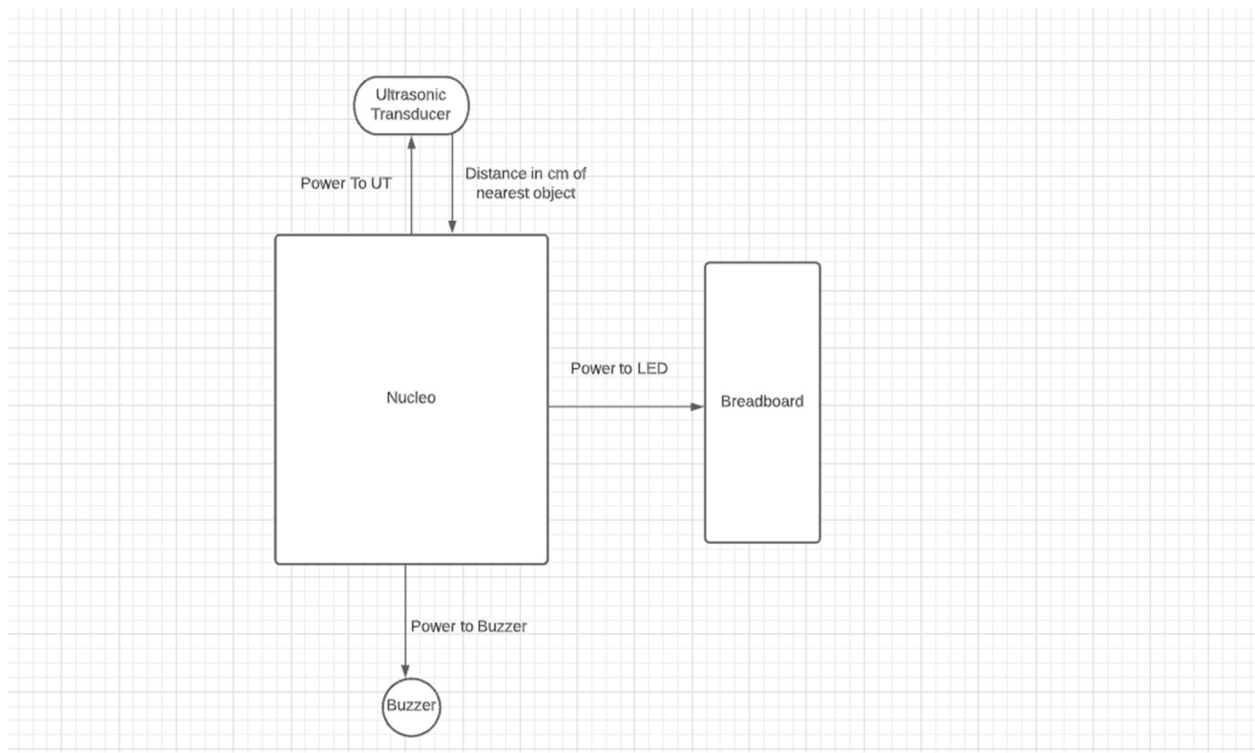 Ultrasonic
Transducer
Power To UT
Distance in cm of
nearest object
Nucleo
Power to LED
Breadboard
Power to Buzzer
Buzzer